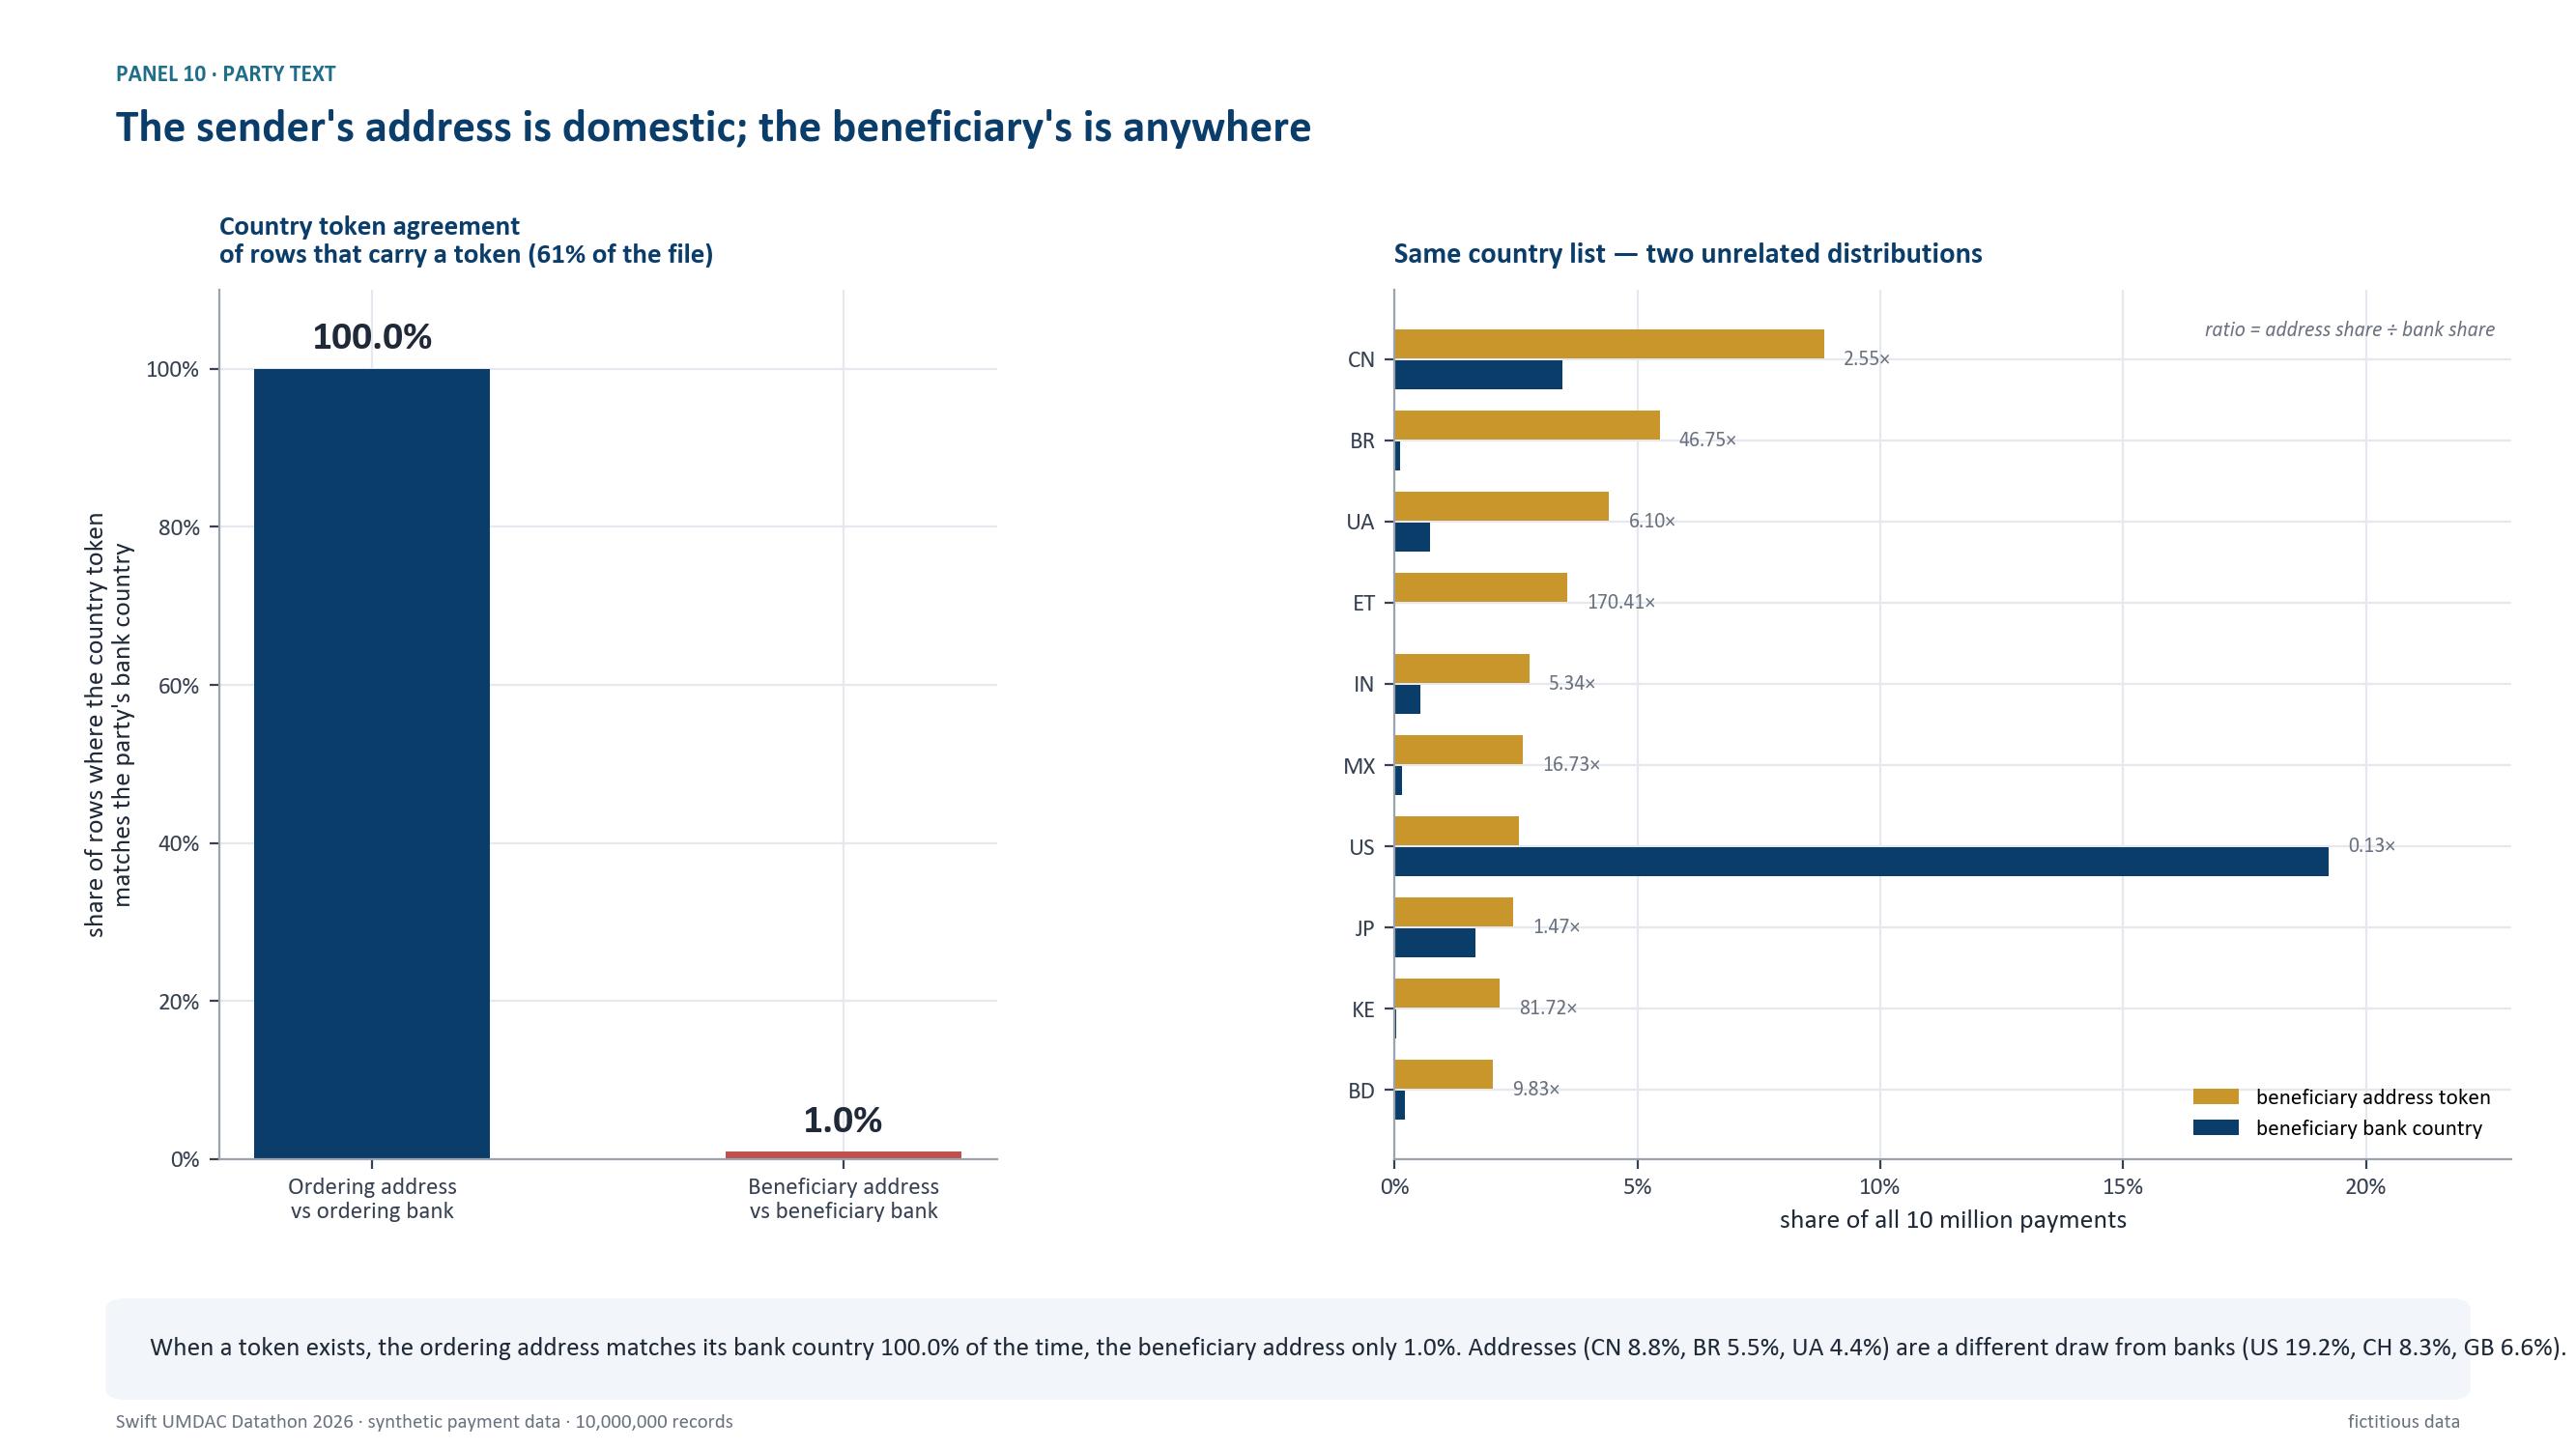 PANEL 10 · PARTY TEXT
The sender's address is domestic; the beneficiary's is anywhere
Country token agreement
of rows that carry a token (61% of the file)
share of rows where the country token
matches the party's bank country
100%
80%
60%
40%
20%
0%
100.0%
1.0%
Ordering address
vs ordering bank
Beneficiary address
vs beneficiary bank
Same country list — two unrelated distributions
ratio = address share ÷ bank share
CN
2.55×
BR
46.75×
UA
6.10×
ET
170.41×
IN
5.34×
MX
16.73×
US
0.13×
JP
1.47×
KE
81.72×
BD
9.83×
beneficiary address token
beneficiary bank country
0%
5%
10%
15%
20%
share of all 10 million payments
When a token exists, the ordering address matches its bank country 100.0% of the time, the beneficiary address only 1.0%. Addresses (CN 8.8%, BR 5.5%, UA 4.4%) are a different draw from banks (US 19.2%, CH 8.3%, GB 6.6%).
Swift UMDAC Datathon 2026 · synthetic payment data · 10,000,000 records
fictitious data